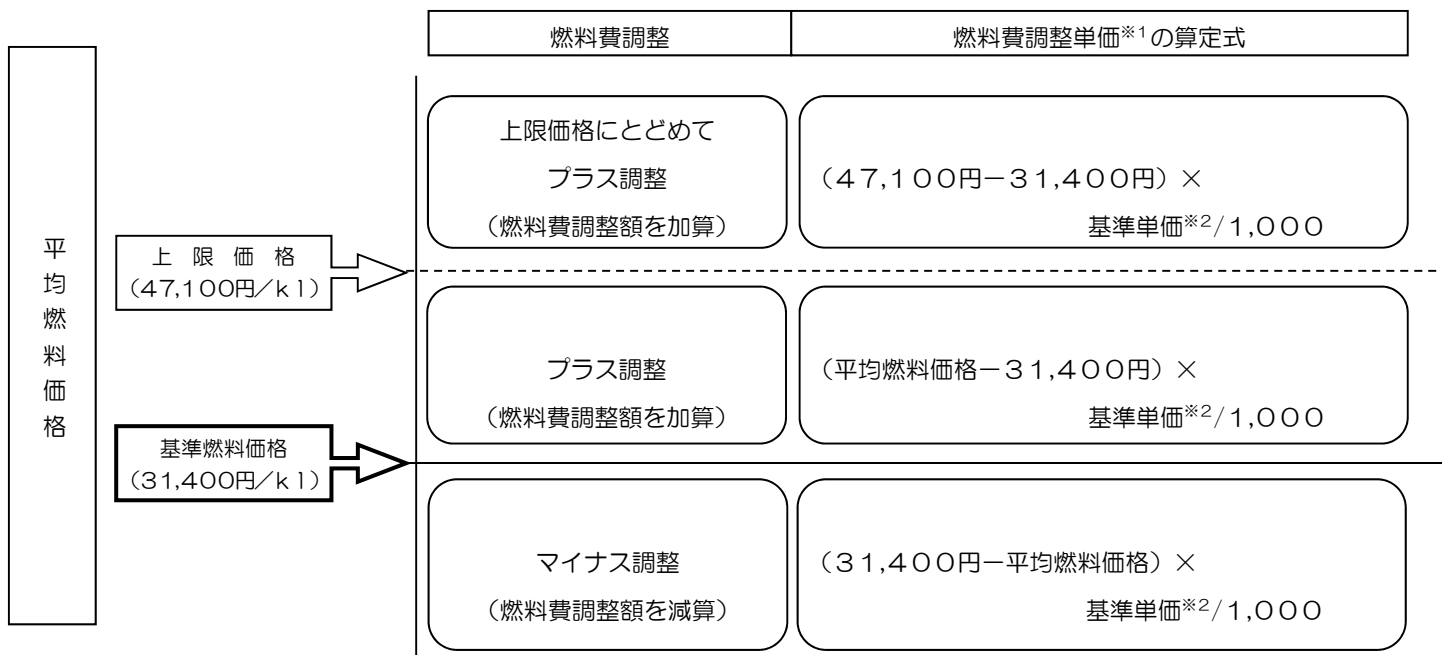 燃料費調整
燃料費調整単価※1の算定式
平均燃料価格
上限価格にとどめて
プラス調整
(燃料費調整額を加算)
(47,100円-31,400円)×
基準単価※2/1,000
上 限 価 格
(47,100円/kl)
プラス調整
(燃料費調整額を加算)
(平均燃料価格-31,400円)×
基準単価※2/1,000
基準燃料価格
(31,400円/kl)
マイナス調整
(燃料費調整額を減算)
(31,400円-平均燃料価格)×
基準単価※2/1,000